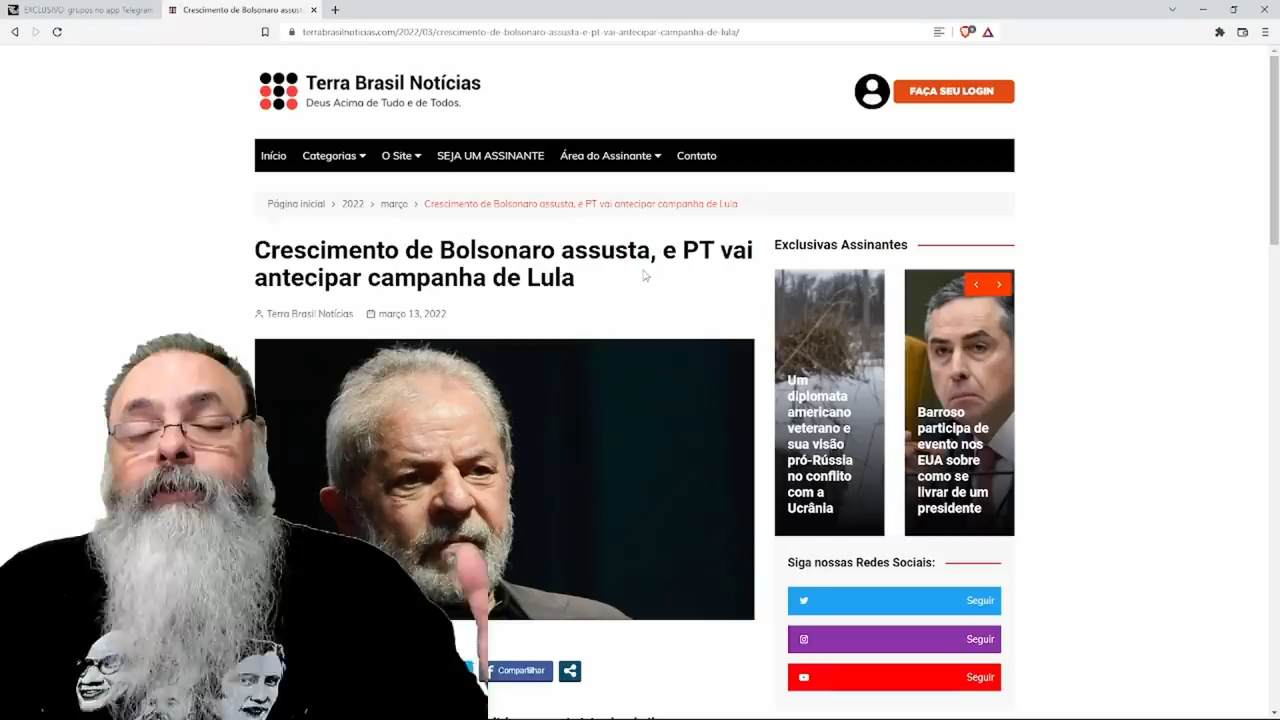 EXCLUSIVO: grupos no app Telegram
Crescimento de Bolsonaro assust
terrabrasilnoticias.com/2022/03/crescimento-de-bolsonaro-assusta-e-pt-vai-antecipar-campanha-de-lula/
Terra Brasil Notícias
Deus Acima de Tudo e de Todos.
FAÇA SEU LOGIN
Início Categorias O Site SEJA UM ASSINANTE Área do Assinante Contato
Página inicial > 2022 > março > Crescimento de Bolsonaro assusta, e PT vai antecipar campanha de Lula
Crescimento de Bolsonaro assusta, e PT vai
antecipar campanha de Lula
Terra Brasil Notícias março 13, 2022
Compartilhar
Exclusivas Assinantes
Um
diplomata
americano
veterano e
sua visão
pró-Rússia
no conflito
com a
Ucrânia
Barroso
participa de
evento nos
EUA sobre
como se
livrar de um
presidente
Siga nossas Redes Sociais:
Seguir
Seguir
Seguir